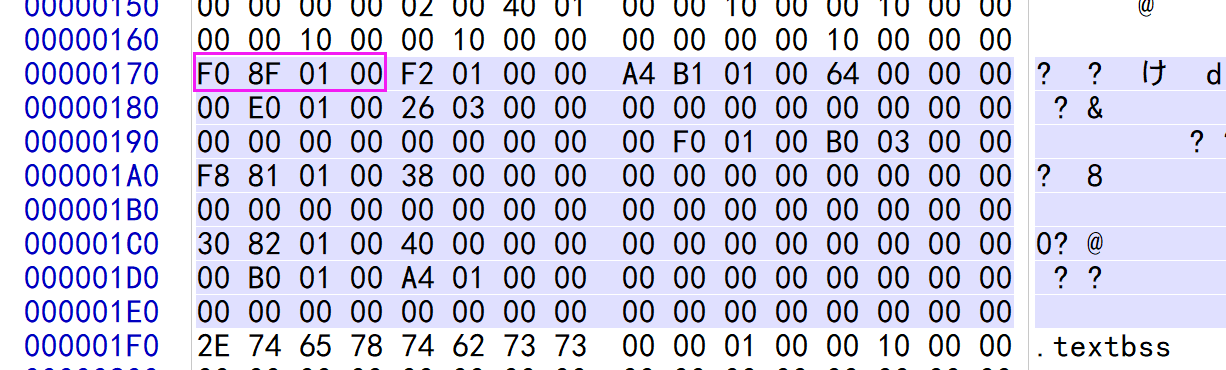 00000150 00 00 00 00 02 00 40 01 00 00 10 00 00 10 00 00 @
00000160 00 00 10 00 00 10 00 00 00 00 00 00 10 00 00 00
00000170 F0 8F 01 00 F2 01 00 00 A4 B1 01 00 64 00 00 00 ? ? け d
00000180 00 E0 01 00 26 03 00 00 00 00 00 00 00 00 00 00 ? &
00000190 00 00 00 00 00 00 00 00 00 F0 01 00 B0 03 00 00 ?
000001A0 F8 81 01 00 38 00 00 00 00 00 00 00 00 00 00 00 ? 8
000001B0 00 00 00 00 00 00 00 00 00 00 00 00 00 00 00 00
000001C0 30 82 01 00 40 00 00 00 00 00 00 00 00 00 00 00 0? @
000001D0 00 B0 01 00 A4 01 00 00 00 00 00 00 00 00 00 00 ? ?
000001E0 00 00 00 00 00 00 00 00 00 00 00 00 00 00 00 00
000001F0 2E 74 65 78 74 62 73 73 00 00 01 00 00 10 00 00 .textbss